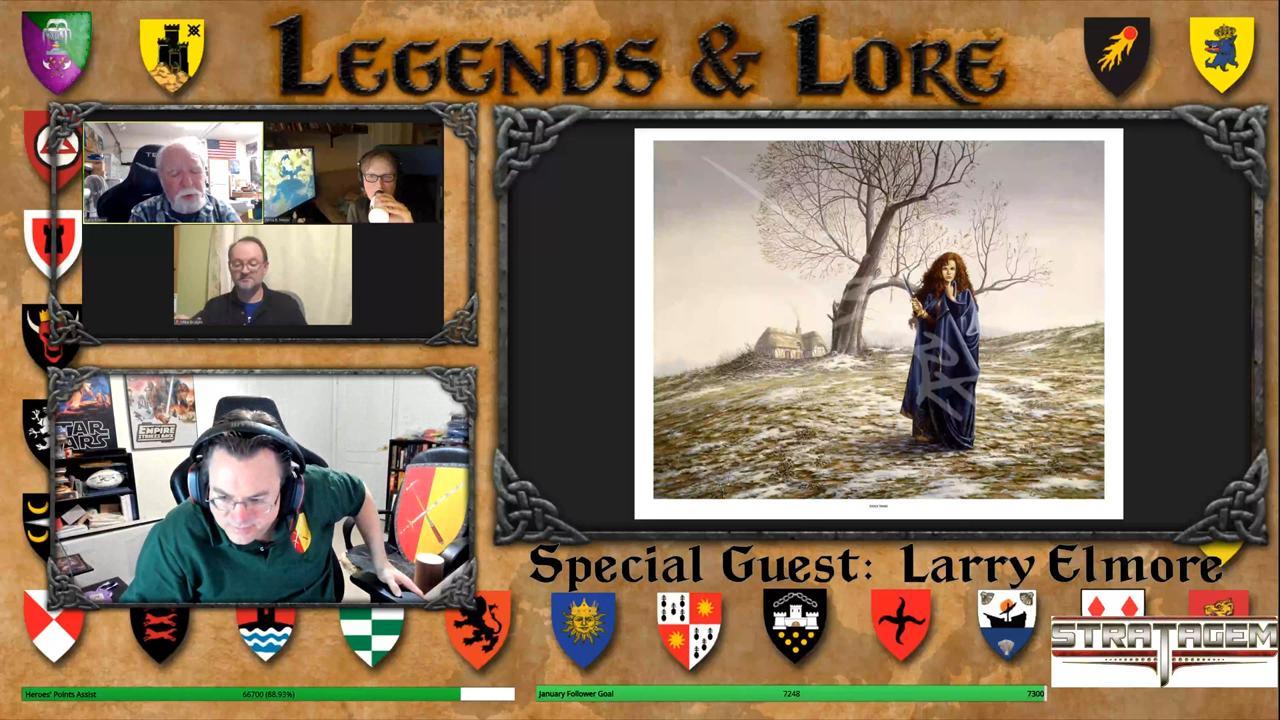 LEGENDS & LORE
STAR
WARS
THE
EMPIRE
STRIKES BACK
Special Guest: Larry Elmore
STRATAGEM
Heroes' Points Assist 66700 (88.93%)
January Follower Goal 7248 7300